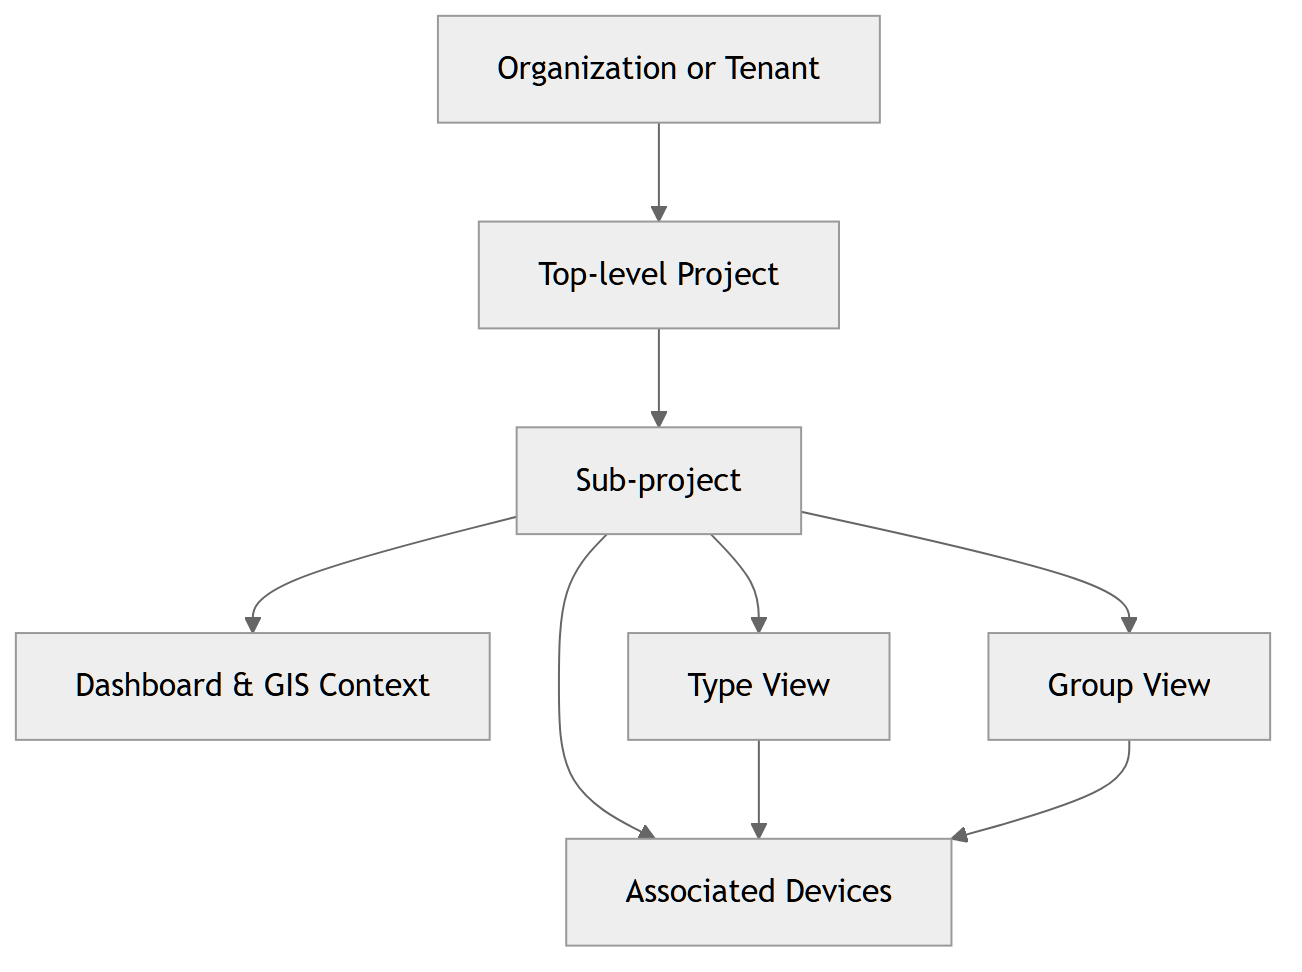 Organization or Tenant
Top-level Project
Sub-project
Dashboard & GIS Context
Type View
Group View
Associated Devices